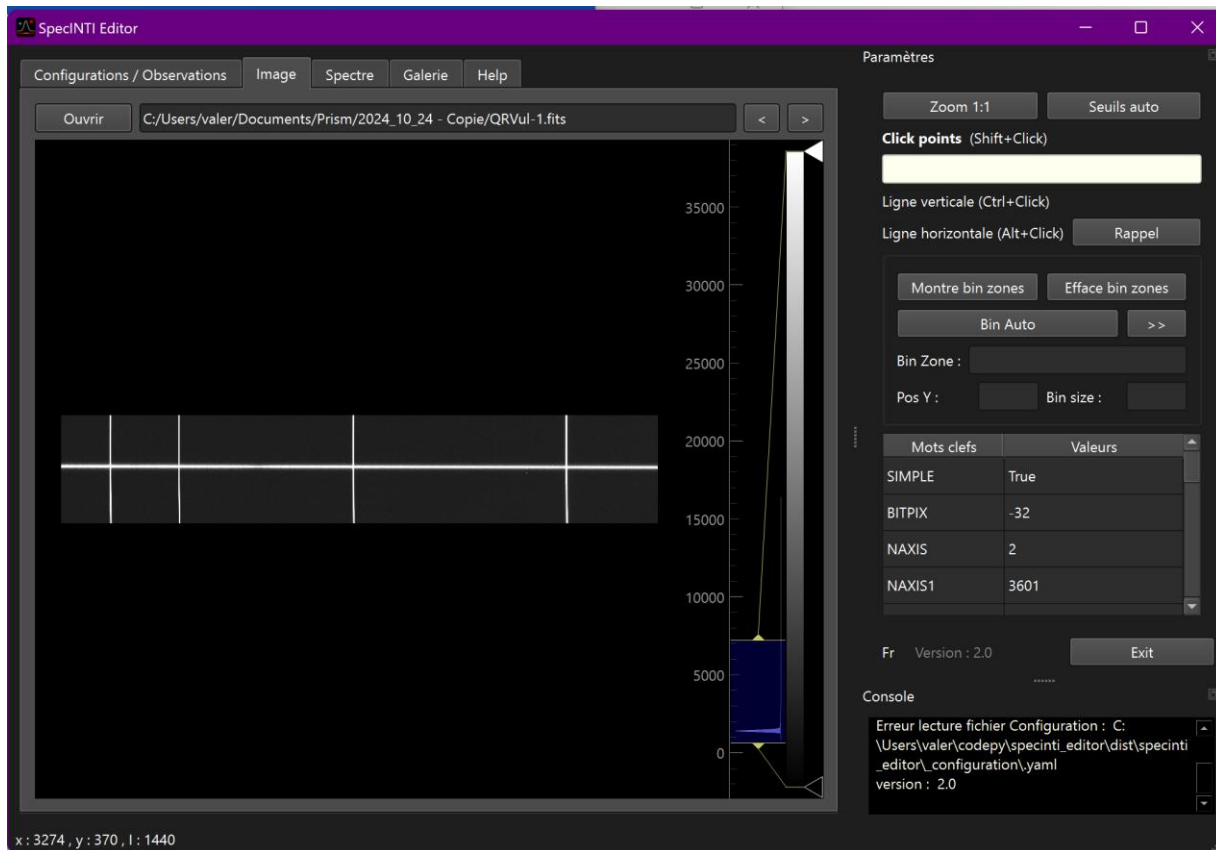 SpecINTI Editor
Configurations / Observations
Image
Spectre
Galerie
Help
Ouvrir
C:/Users/valer/Documents/Prism/2024_10_24 - Copie/QRVul-1.fits
<
>
35000
30000
25000
20000
15000
10000
5000
0
Paramètres
Zoom 1:1
Seuils auto
Click points (Shift+Click)
Ligne verticale (Ctrl+Click)
Ligne horizontale (Alt+Click)
Rappel
Montre bin zones
Efface bin zones
Bin Auto
>>
Bin Zone :
Pos Y :
Bin size :
Mots clefs Valeurs
SIMPLE True
BITPIX -32
NAXIS 2
NAXIS1 3601
Fr Version : 2.0
Exit
Console
Erreur lecture fichier Configuration : C:
\Users\valer\codepy\specinti_editor\dist\specinti
_editor\_configuration\.yaml
version : 2.0
x : 3274 , y : 370 , I : 1440